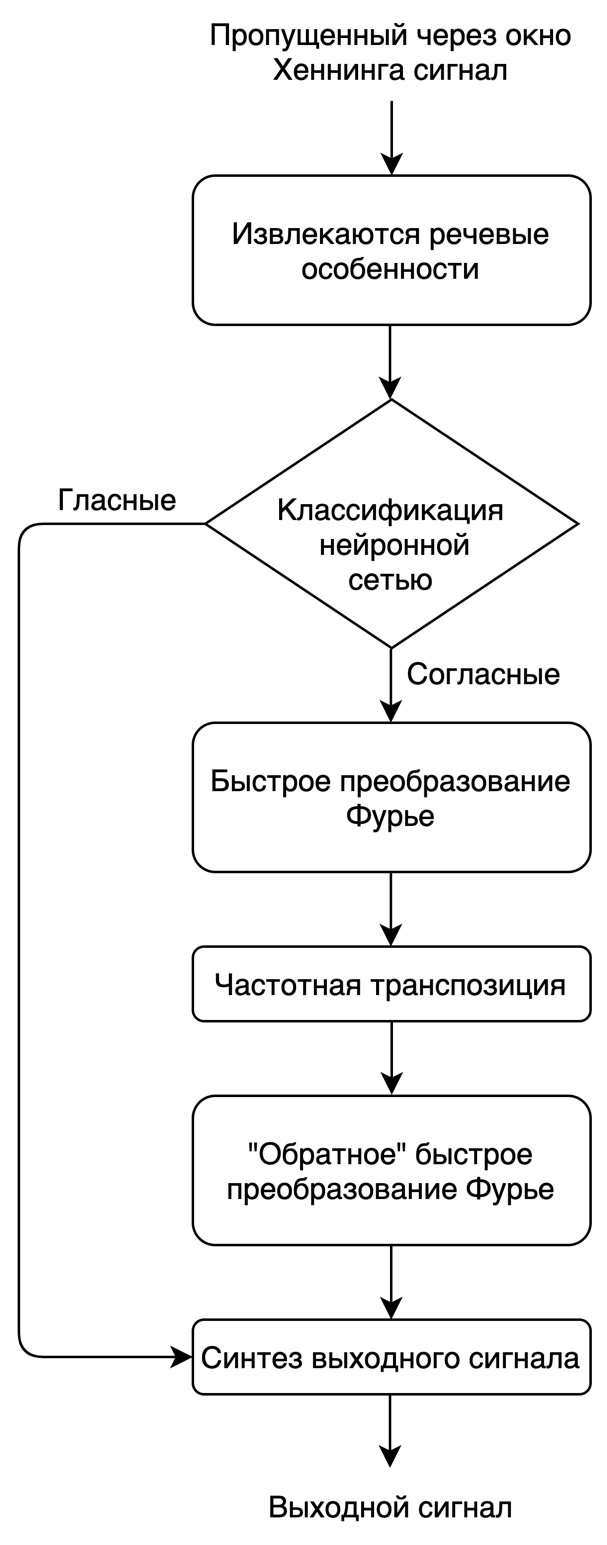 Пропущенный через окно
Хеннинга сигнал
Извлекаются речевые
особенности
Гласные
Классификация
нейронной
сетью
Согласные
Быстрое преобразование
Фурье
Частотная транспозиция
"Обратное" быстрое
преобразование Фурье
Синтез выходного сигнала
Выходной сигнал